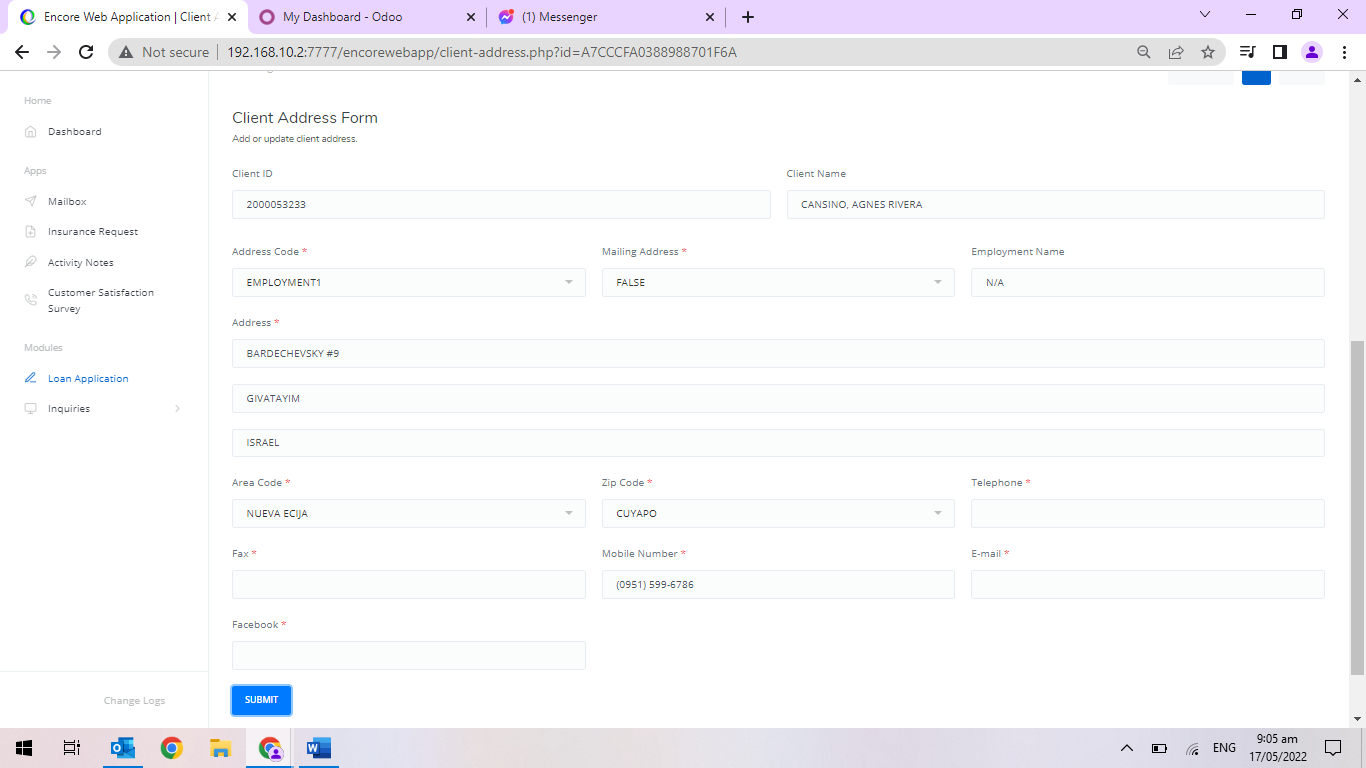 Encore Web Application | Client A
My Dashboard - Odoo
(1) Messenger
Not secure
192.168.10.2:7777/encorewebapp/client-address.php?id=A7CCCFA0388988701F6A
Home
Dashboard
Apps
Mailbox
Insurance Request
Activity Notes
Customer Satisfaction
Survey
Modules
Loan Application
Inquiries
Change Logs
Client Address Form
Add or update client address.
Client ID
Client Name
2000053233
CANSINO, AGNES RIVERA
Address Code *
Mailing Address *
Employment Name
EMPLOYMENT1
FALSE
N/A
Address *
BARDECHEVSKY #9
GIVATAYIM
ISRAEL
Area Code *
Zip Code *
Telephone *
NUEVA ECIJA
CUYAPO
Fax *
Mobile Number *
E-mail *
(0951) 599-6786
Facebook *
SUBMIT
ENG
9:05 am
17/05/2022